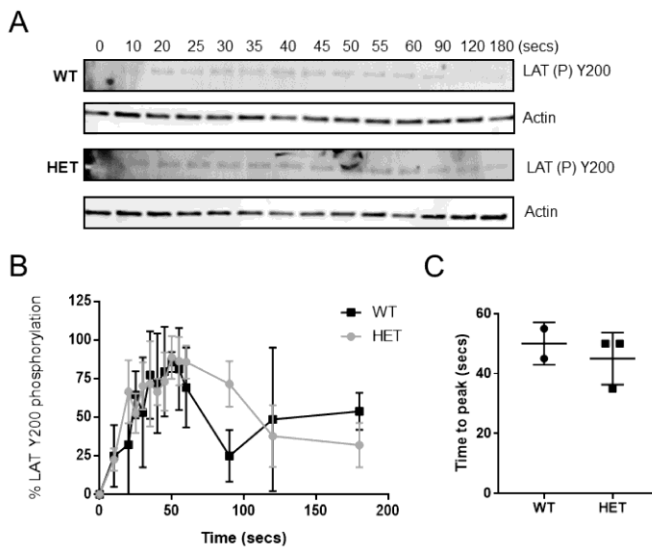 A
0 10 20 25 30 35 40 45 50 55 60 90 120 180 (secs)
WT
LAT (P) Y200
Actin
HET
LAT (P) Y200
Actin
B
% LAT Y200 phosphorylation
125
100
75
50
25
0
0 50 100 150 200
Time (secs)
WT
HET
C
Time to peak (secs)
60
40
20
0
WT HET